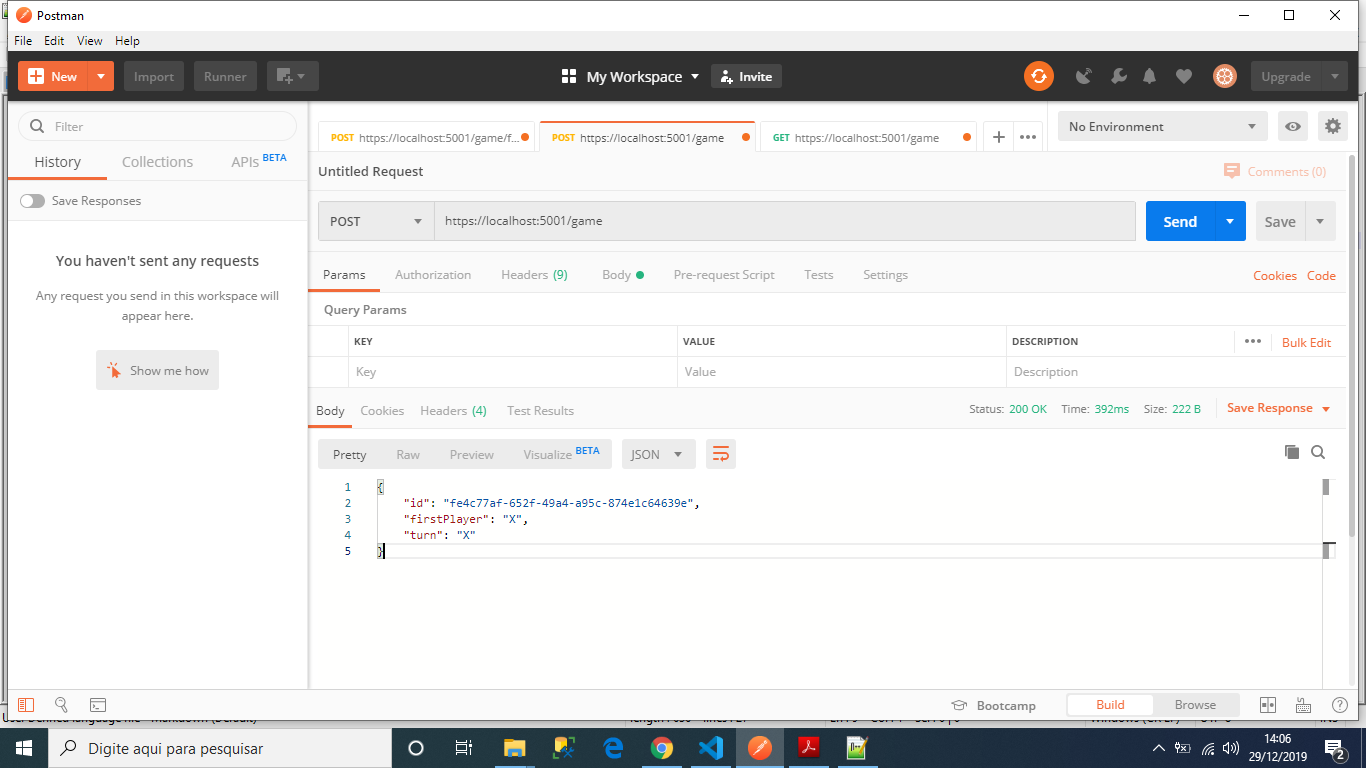 Postman
File Edit View Help
New Import Runner My Workspace Invite Upgrade
Filter
History Collections APIs BETA
Save Responses
You haven't sent any requests
Any request you send in this workspace will
appear here.
Show me how
POST https://localhost:5001/game/f... POST https://localhost:5001/game GET https://localhost:5001/game + ••• No Environment
Untitled Request Comments (0)
POST https://localhost:5001/game Send Save
Params Authorization Headers (9) Body Pre-request Script Tests Settings Cookies Code
Query Params
KEY VALUE DESCRIPTION ••• Bulk Edit
Key Value Description
Body Cookies Headers (4) Test Results Status: 200 OK Time: 392ms Size: 222 B Save Response
Pretty Raw Preview Visualize BETA JSON
1 {
2 "id": "fe4c77af-652f-49a4-a95c-874e1c64639e",
3 "firstPlayer": "X",
4 "turn": "X"
5 }
Bootcamp Build Browse
Digite aqui para pesquisar
14:06
29/12/2019
2